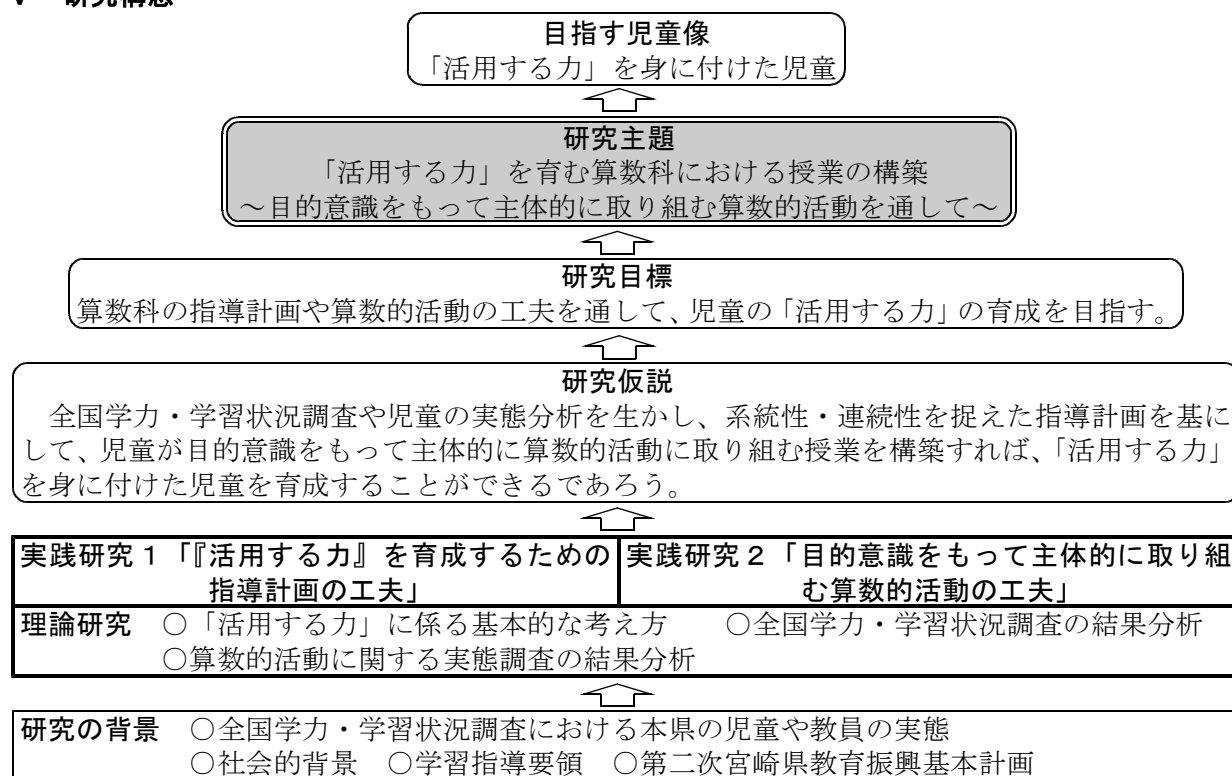 Ⅴ 研究構想
目指す児童像
「活用する力」を身に付けた児童
研究主題
「活用する力」を育む算数科における授業の構築
~目的意識をもって主体的に取り組む算数的活動を通して~
研究目標
算数科の指導計画や算数的活動の工夫を通して、児童の「活用する力」の育成を目指す。
研究仮説
全国学力・学習状況調査や児童の実態分析を生かし、系統性・連続性を捉えた指導計画を基に
して、児童が目的意識をもって主体的に算数的活動に取り組む授業を構築すれば、「活用する力」
を身に付けた児童を育成することができるであろう。
実践研究1「『活用する力』を育成するための
指導計画の工夫」
実践研究2「目的意識をもって主体的に取り組
む算数的活動の工夫」
理論研究 ○「活用する力」に係る基本的な考え方 ○全国学力・学習状況調査の結果分析
○算数的活動に関する実態調査の結果分析
研究の背景 ○全国学力・学習状況調査における本県の児童や教員の実態
○社会的背景 ○学習指導要領 ○第二次宮崎県教育振興基本計画